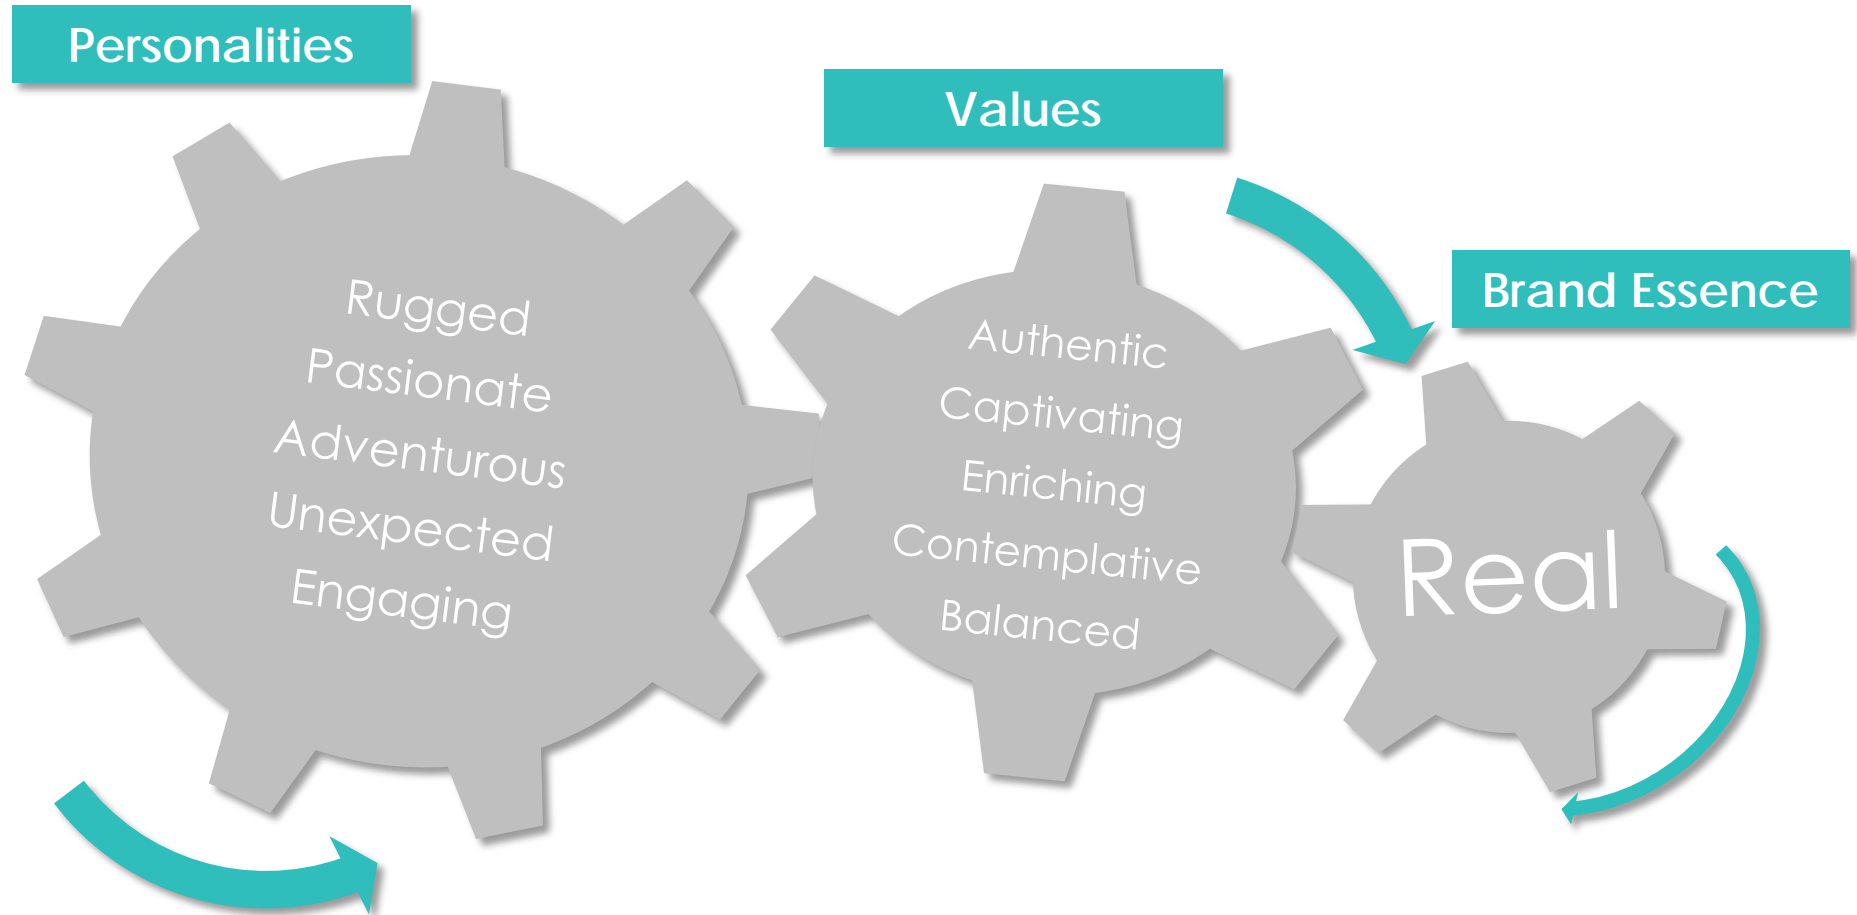 Personalities
Rugged
Passionate
Adventurous
Unexpected
Engaging
Values
Authentic
Captivating
Enriching
Contemplative
Balanced
Brand Essence
Real